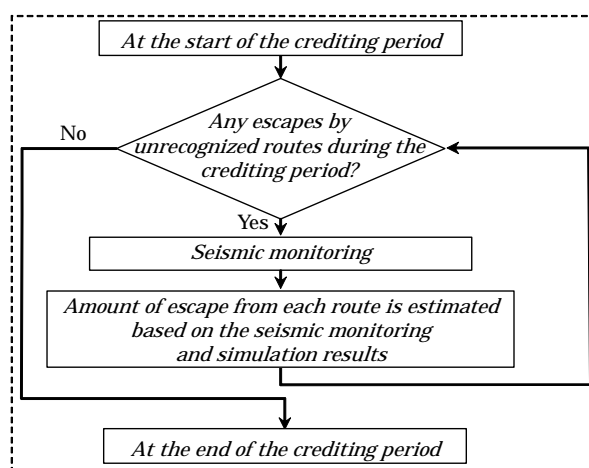 At the start of the crediting period
No
Any escapes by
unrecognized routes during the
crediting period?
Yes
Seismic monitoring
Amount of escape from each route is estimated
based on the seismic monitoring
and simulation results
At the end of the crediting period